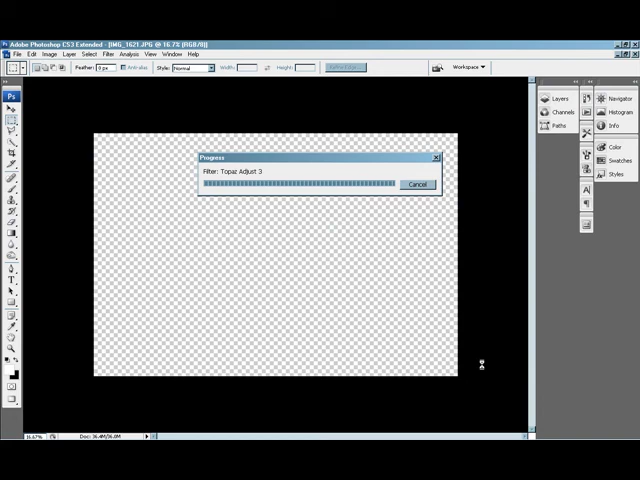 Adobe Photoshop CS3 Extended - [IMG_1621.JPG @ 16.7% (RGB/8)]
File Edit Image Layer Select Filter Analysis View Window Help
Feather: 0 px Anti-alias Style: Normal Width: Height: Refine Edge... Workspace
Ps
Layers
Channels
Paths
Navigator
Histogram
Info
Color
Swatches
Styles
Progress
Filter: Topaz Adjust 3
Cancel
16.67% Doc: 36.4M/36.0M